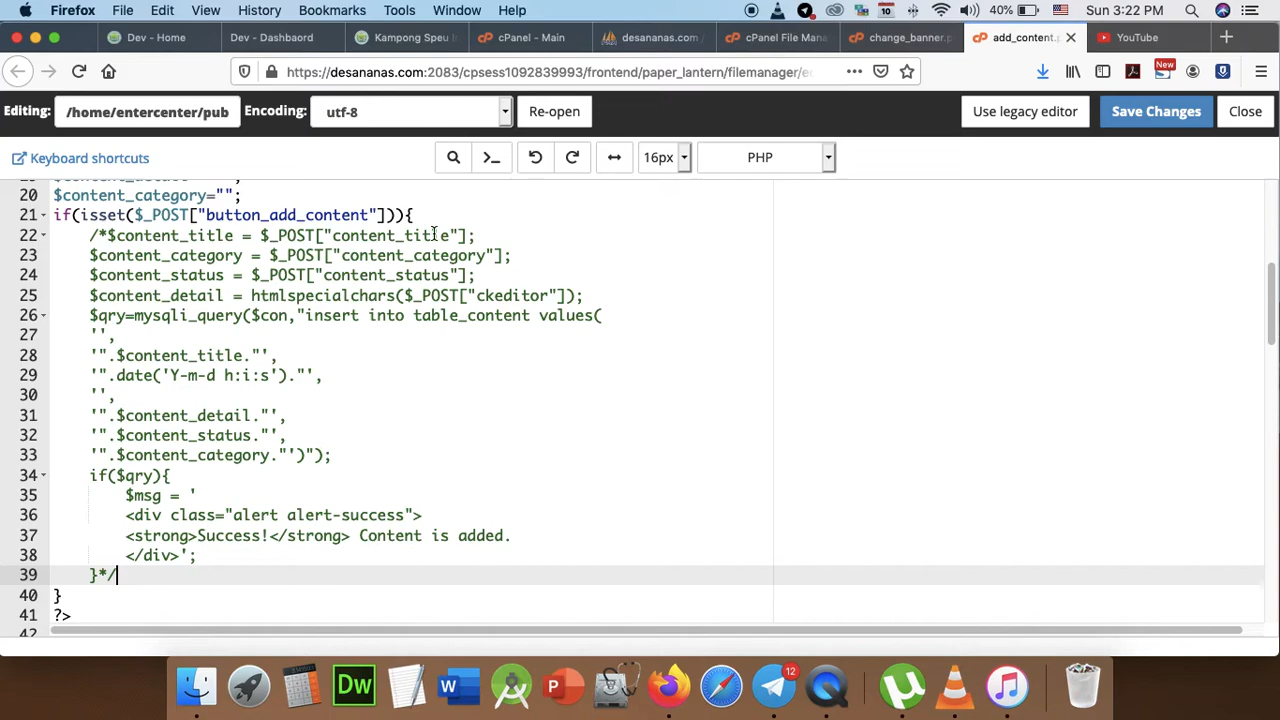 Firefox File Edit View History Bookmarks Tools Window Help 40% Sun 3:22 PM
Dev - Home Dev - Dashbaord Kampong Speu I cPanel - Main desananas.com / cPanel File Mana change_banner.p add_content.p YouTube
https://desananas.com:2083/cpsess1092839993/frontend/paper_lantern/filemanager/e
New
Editing: /home/entercenter/pub Encoding: utf-8 Re-open Use legacy editor Save Changes Close
Keyboard shortcuts 16px PHP
20 $content_category="";
21 if(isset($_POST["button_add_content"])){
22 /*$content_title = $_POST["content_title"];
23 $content_category = $_POST["content_category"];
24 $content_status = $_POST["content_status"];
25 $content_detail = htmlspecialchars($_POST["ckeditor"]);
26 $qry=mysqli_query($con,"insert into table_content values(
27 '',
28 '".$content_title."',
29 '".date('Y-m-d h:i:s')."',
30 '',
31 '".$content_detail."',
32 '".$content_status."',
33 '".$content_category."')");
34 if($qry){
35 $msg = '
36 <div class="alert alert-success">
37 <strong>Success!</strong> Content is added.
38 </div>';
39 }*/
40 }
41 ?>
42
10
12